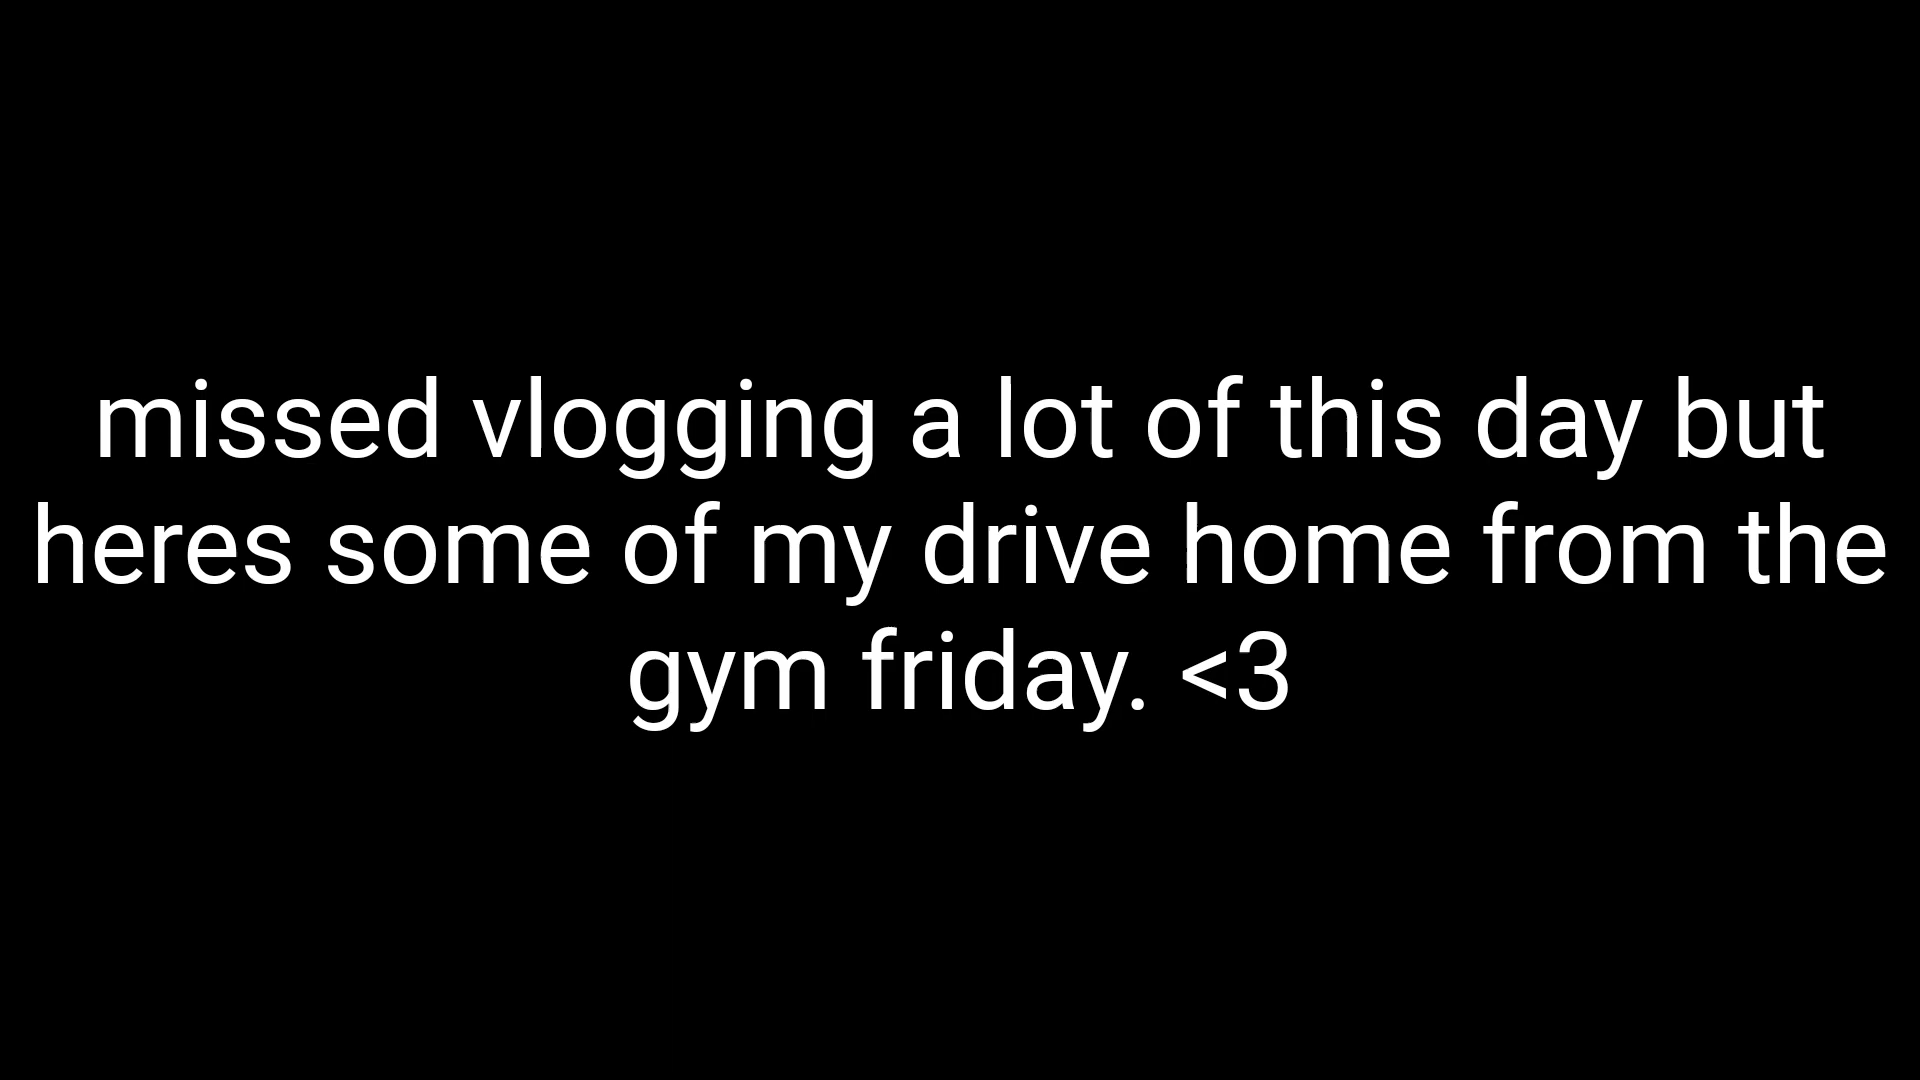 missed vlogging a lot of this day but
heres some of my drive home from the
gym friday. <3